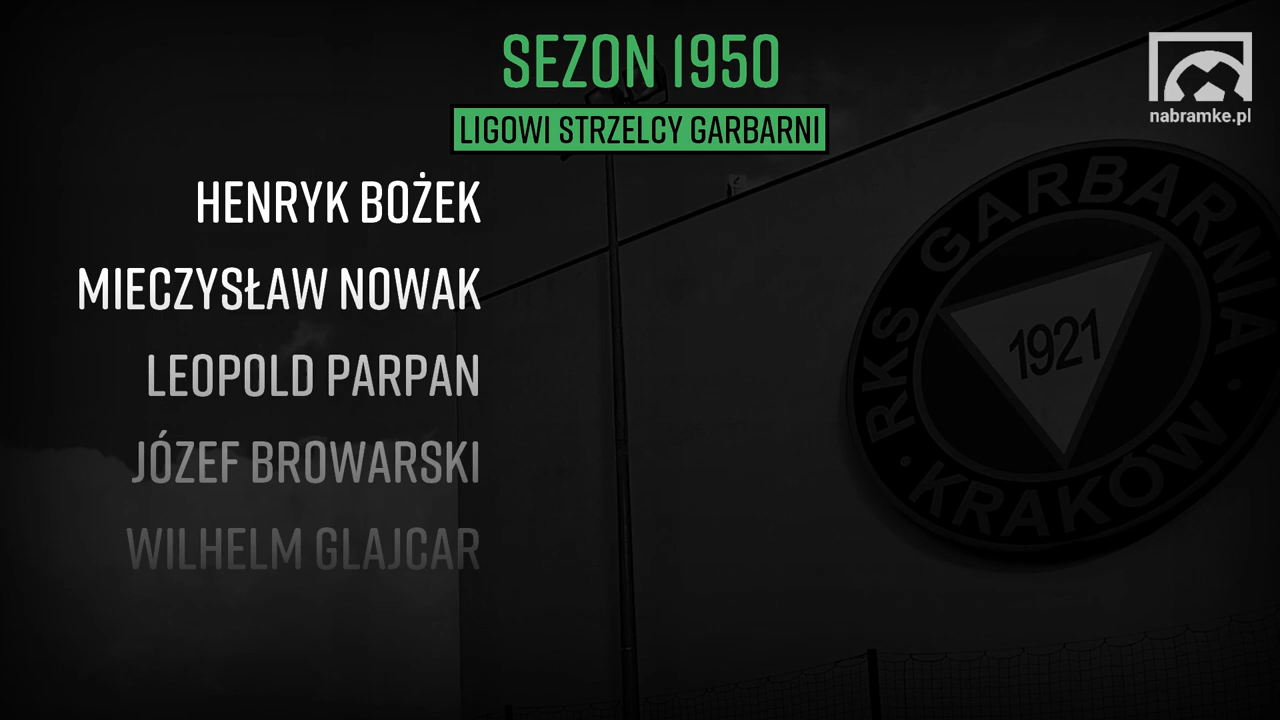 SEZON 1950
LIGOWI STRZELCY GARBARNI
nabramke.pl
HENRYK BOŻEK
MIECZYSŁAW NOWAK
LEOPOLD PARPAN
JÓZEF BROWARSKI
WILHELM GLAJCAR
RKS GARBARNIA
1921
KRAKÓW